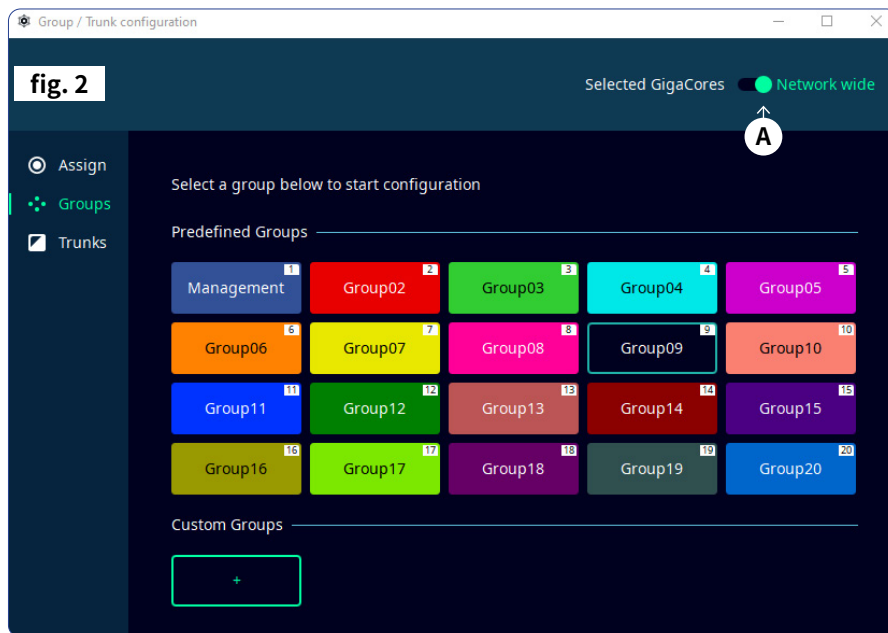 Group / Trunk configuration
fig. 2
Selected GigaCores Network wide
A
Assign
Groups
Trunks
Select a group below to start configuration
Predefined Groups
1 2 3 4 5
Management Group02 Group03 Group04 Group05
6 7 8 9 10
Group06 Group07 Group08 Group09 Group10
11 12 13 14 15
Group11 Group12 Group13 Group14 Group15
16 17 18 19 20
Group16 Group17 Group18 Group19 Group20
Custom Groups
+